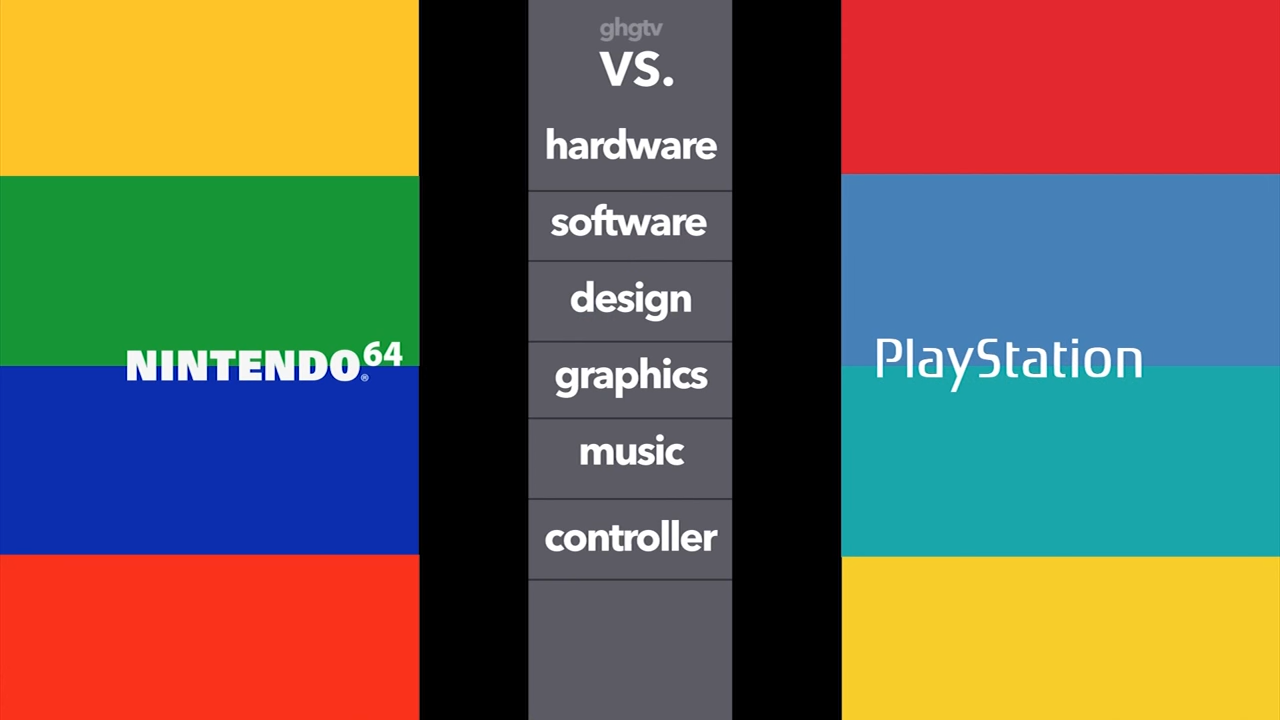 ghgtv
VS.
hardware
software
design
graphics
music
controller
NINTENDO64®
PlayStation